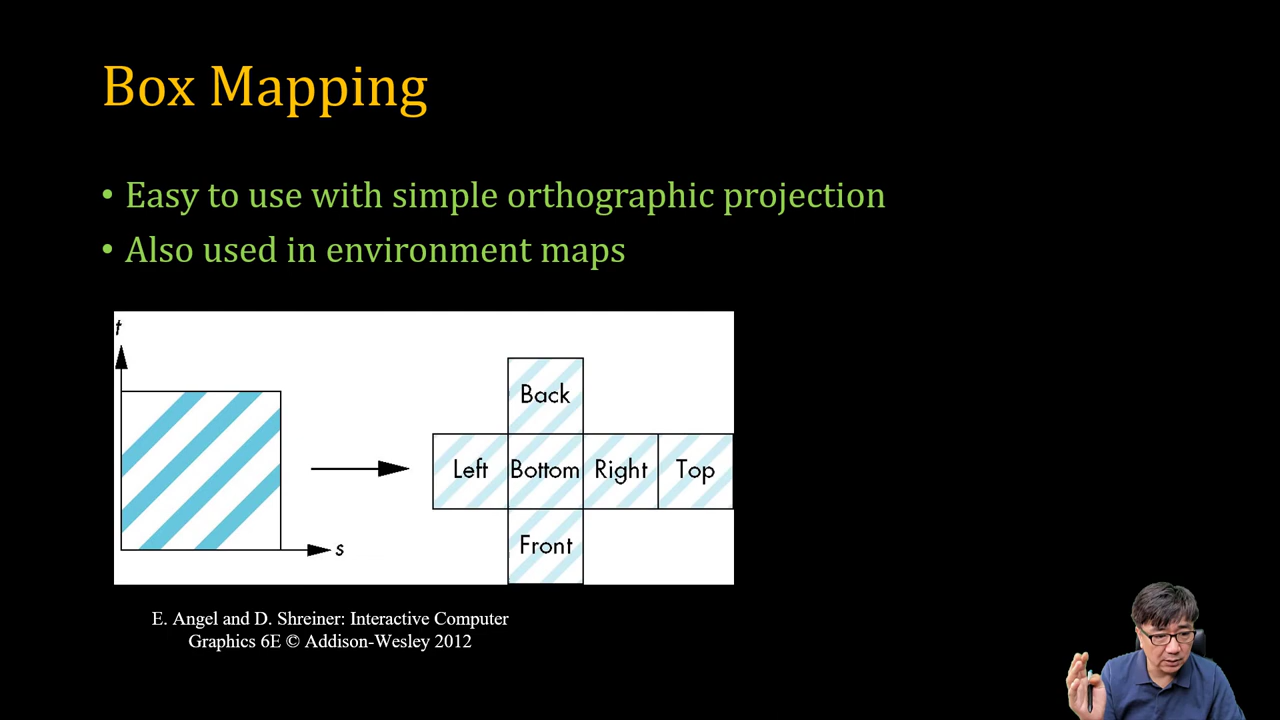 Box Mapping
• Easy to use with simple orthographic projection
• Also used in environment maps
t
s
Back
Left Bottom Right Top
Front
E. Angel and D. Shreiner: Interactive Computer
Graphics 6E © Addison-Wesley 2012